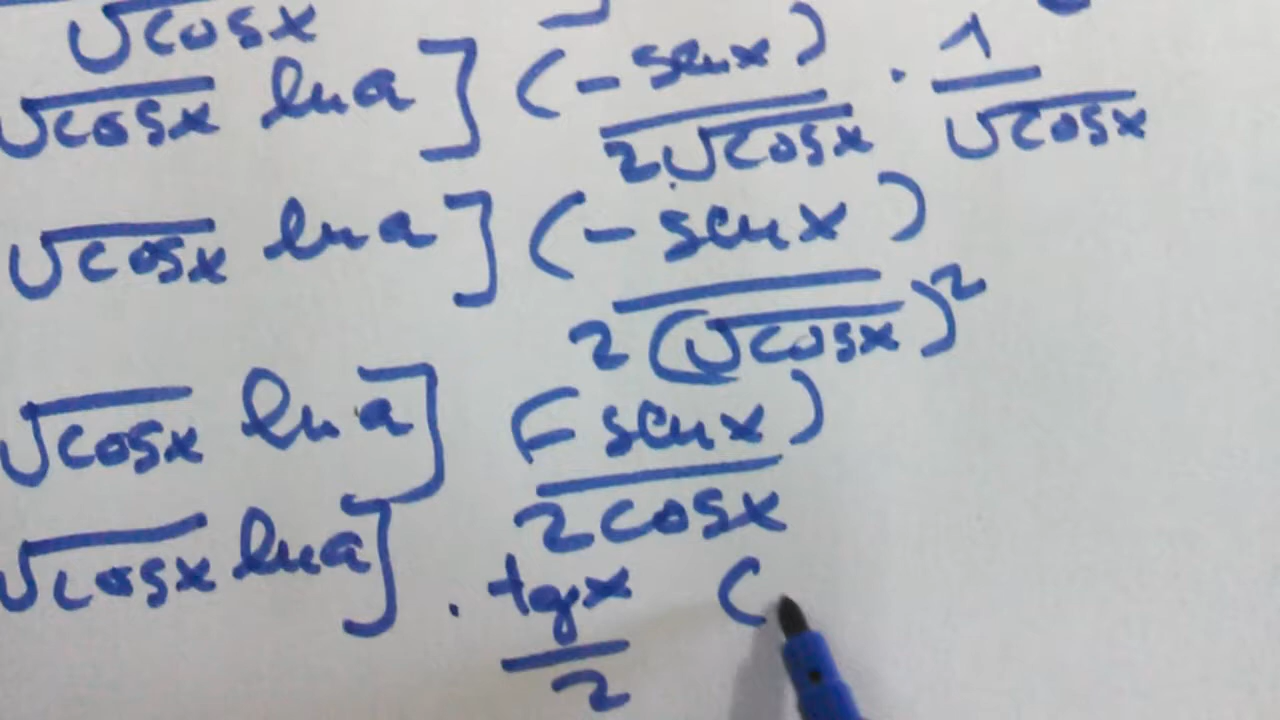 √cosx
√cosx lna] (-senx)/2√cosx · 1/√cosx
√cosx lna] (-senx)/2(√cosx)²
√cosx lna] (-senx)/2cosx
√cosx lna] · tgx/2 (